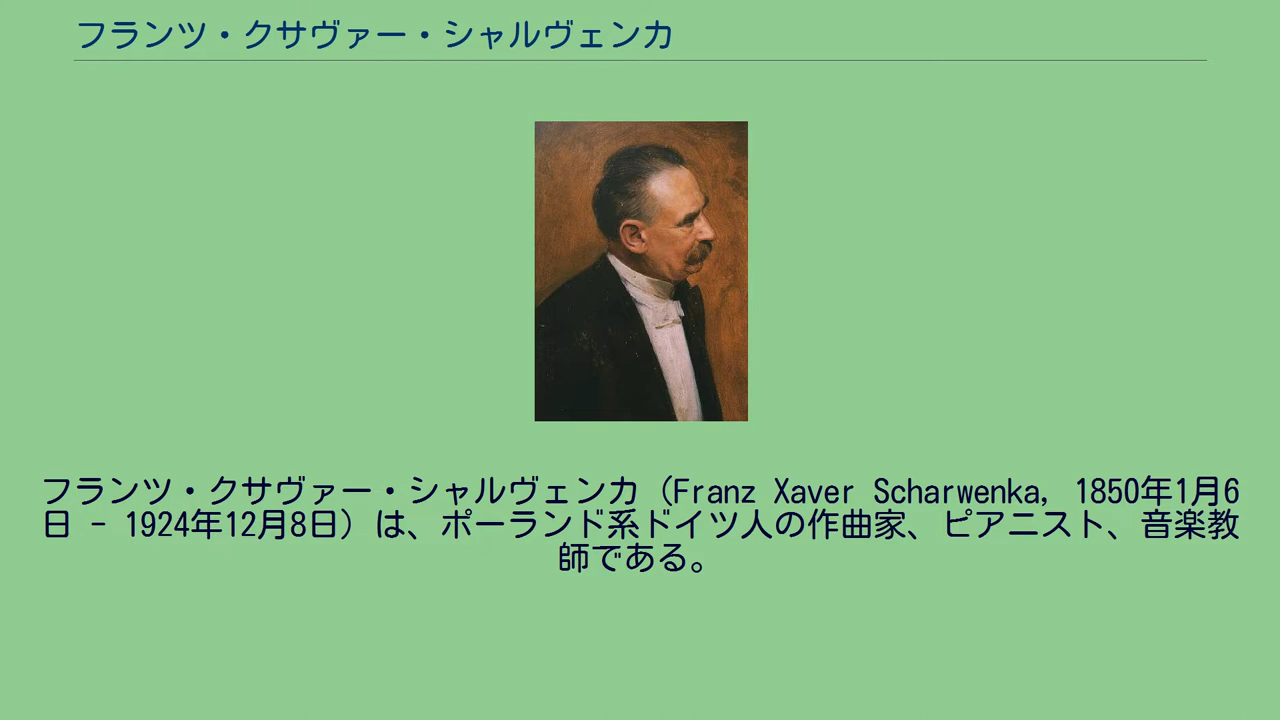 フランツ・クサヴァー・シャルヴェンカ
フランツ・クサヴァー・シャルヴェンカ（Franz Xaver Scharwenka, 1850年1月6
日 - 1924年12月8日）は、ポーランド系ドイツ人の作曲家、ピアニスト、音楽教
師である。